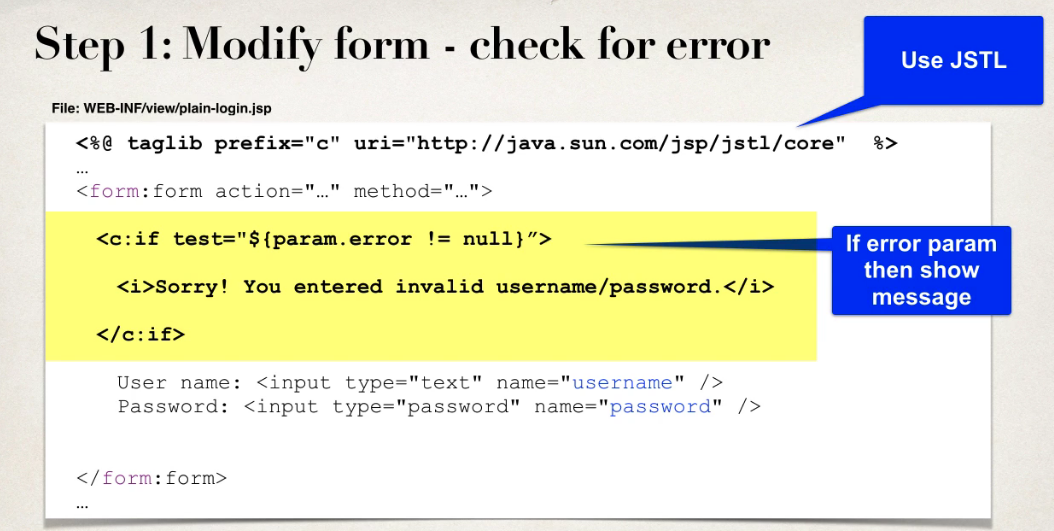 Step 1: Modify form - check for error
Use JSTL
File: WEB-INF/view/plain-login.jsp
<%@ taglib prefix="c" uri="http://java.sun.com/jsp/jstl/core"  %>
…
<form:form action="…" method="…">
<c:if test="${param.error != null}”>
If error param
then show
message
<i>Sorry! You entered invalid username/password.</i>
</c:if>
User name: <input type="text" name="username" />
Password: <input type="password" name="password" />
</form:form>
…